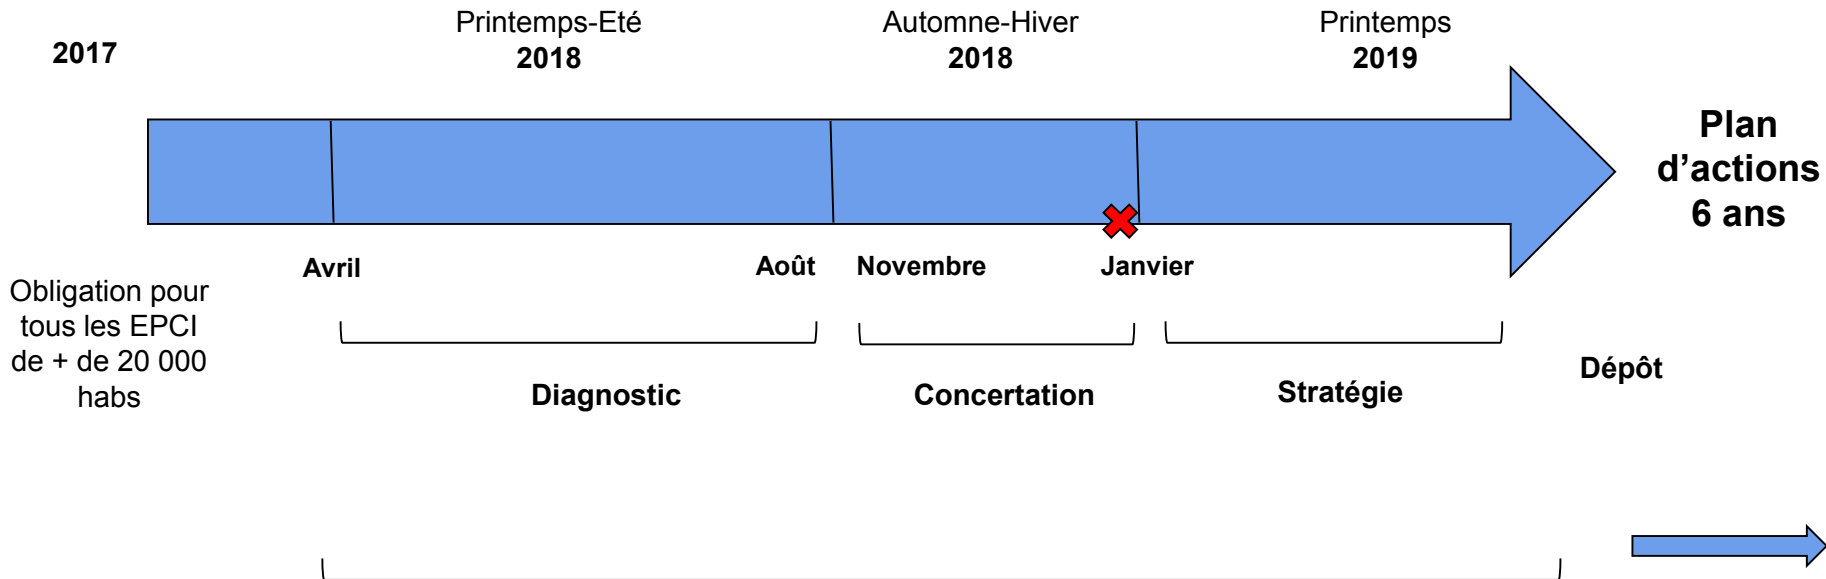 2017
Printemps-Eté
2018
Automne-Hiver
2018
Printemps
2019
Plan
d’actions
6 ans
Avril
Août
Novembre
Janvier
Obligation pour
tous les EPCI
de + de 20 000
habs
Diagnostic
Concertation
Stratégie
Dépôt